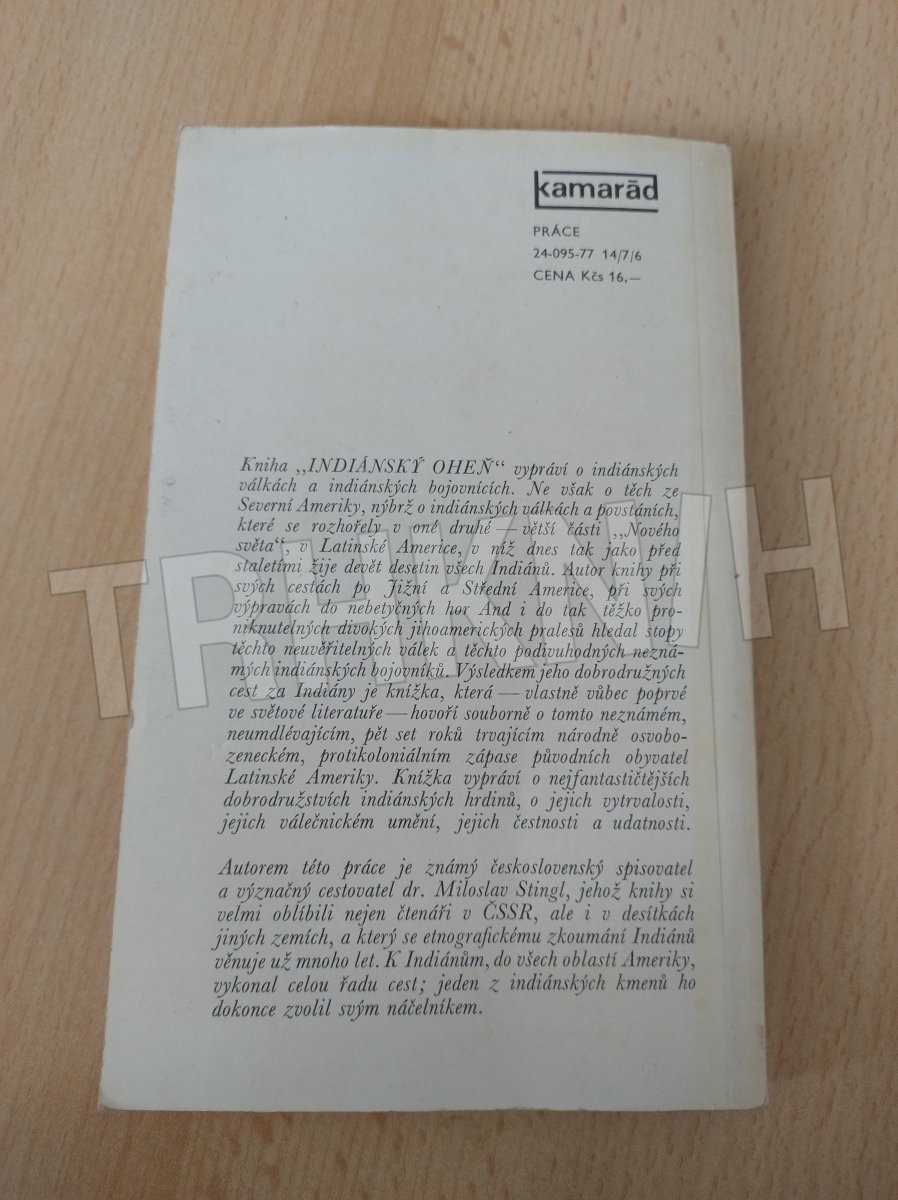 kamarād
PRÁCE
24-095-77 14/7/6
CENA Kčs 16,—
Kniha ,,INDIÁNSKÝ OHEŇ“ vypráví o indiánských
válkách a indiánských bojovnících. Ne však o těch ze
Severní Ameriky, nýbrž o indiánských válkách a povstáních,
které se rozhořely v oné druhé — větší části ,,Nového
světa“, v Latinské Americe, v níž dnes tak jako před
staletími žije devět desetin všech Indiánů. Autor knihy při
svých cestách po Jižní a Střední Americe, při svých
výpravách do nebetyčných hor And i do tak těžko pro-
niknutelných divokých jihoamerických pralesů hledal stopy
těchto neuvěřitelných válek a těchto podivuhodných nezná-
mých indiánských bojovníků. Výsledkem jeho dobrodružných
cest za Indiány je knížka, která — vlastně vůbec poprvé
ve světové literatuře — hovoří souborně o tomto neznámém,
neumdlévajícím, pět set roků trvajícím národně osvobo-
zeneckém, protikoloniálním zápase původních obyvatel
Latinské Ameriky. Knížka vypráví o nejfantastičtějších
dobrodružstvích indiánských hrdinů, o jejich vytrvalosti,
jejich válečnickém umění, jejich čestnosti a udatnosti.
Autorem této práce je známý československý spisovatel
a význačný cestovatel dr. Miloslav Stingl, jehož knihy si
velmi oblíbili nejen čtenáři v ČSSR, ale i v desítkách
jiných zemích, a který se etnografickému zkoumání Indiánů
věnuje už mnoho let. K Indiánům, do všech oblastí Ameriky,
vykonal celou řadu cest; jeden z indiánských kmenů ho
dokonce zvolil svým náčelníkem.